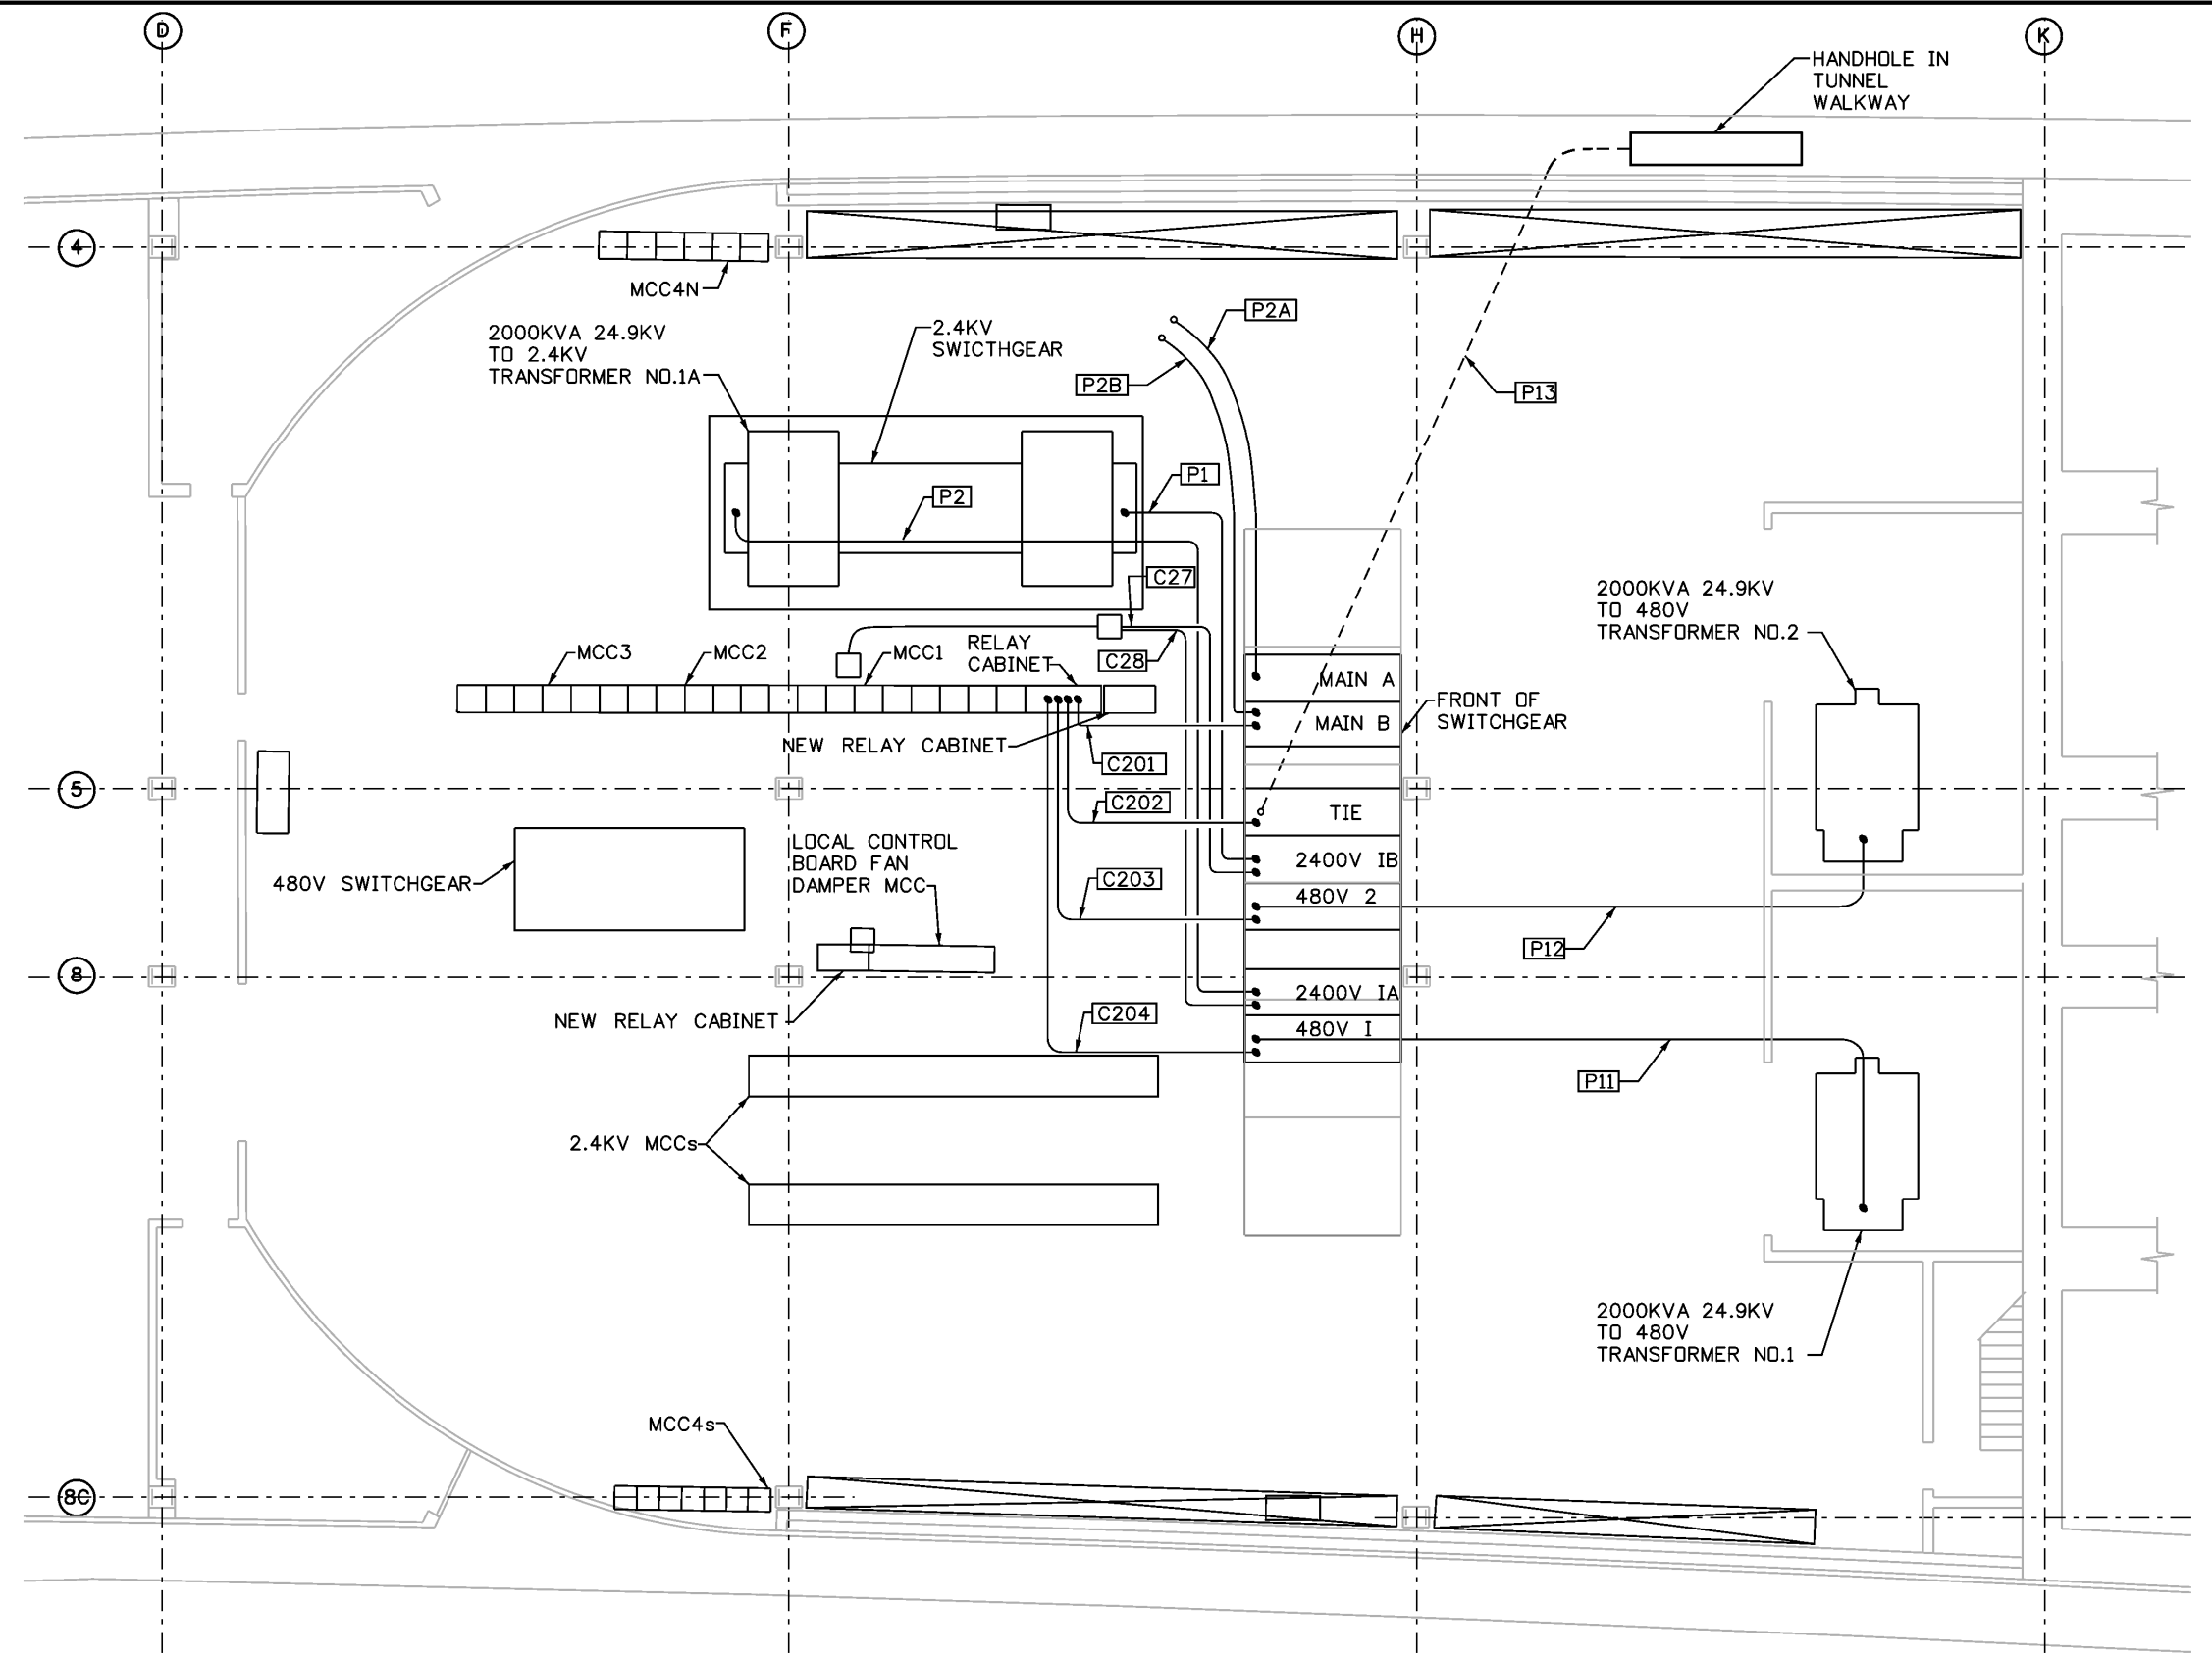 D
F
H
K
HANDHOLE IN
TUNNEL
WALKWAY
4
MCC4N
2000KVA 24.9KV
TO 2.4KV
TRANSFORMER NO.1A
2.4KV
SWICTHGEAR
P2A
P2B
P13
P1
P2
C27
2000KVA 24.9KV
TO 480V
TRANSFORMER NO.2
MCC3
MCC2
MCC1
RELAY
CABINET
C28
MAIN A
FRONT OF
SWITCHGEAR
MAIN B
NEW RELAY CABINET
C201
5
C202
TIE
LOCAL CONTROL
BOARD FAN
DAMPER MCC
480V SWITCHGEAR
2400V IB
C203
480V 2
P12
8
2400V IA
NEW RELAY CABINET
C204
480V I
P11
2.4KV MCCs
2000KVA 24.9KV
TO 480V
TRANSFORMER NO.1
MCC4s
8C